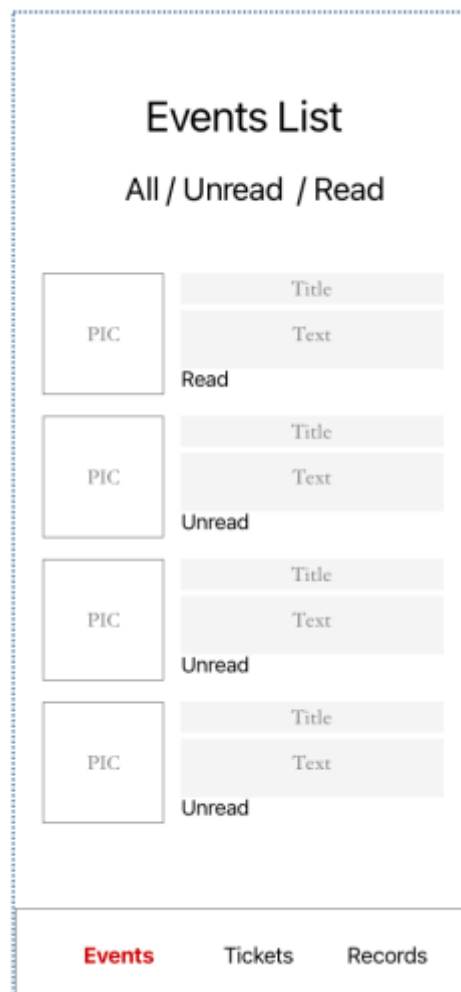 Events List
All / Unread / Read
Title
PIC
Text
Read
Title
PIC
Text
Unread
Title
PIC
Text
Unread
Title
PIC
Text
Unread
Events Tickets Records